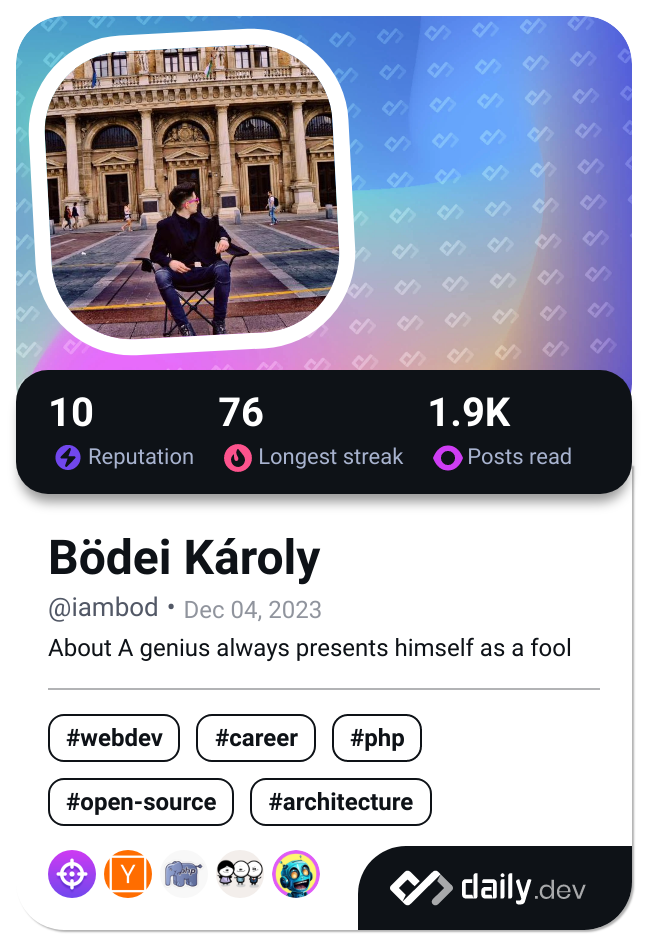 10 76 1.9K
Reputation Longest streak Posts read
Bödei Károly
@iambod • Dec 04, 2023
About A genius always presents himself as a fool
#webdev #career #php
#open-source #architecture
Y php
daily.dev